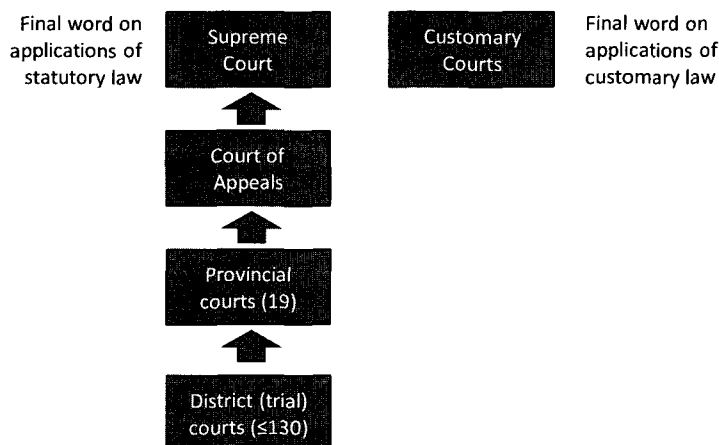 Final word on
applications of
statutory law
Supreme
Court
Customary
Courts
Final word on
applications of
customary law
Court of
Appeals
Provincial
courts (19)
District (trial)
courts (≤130)